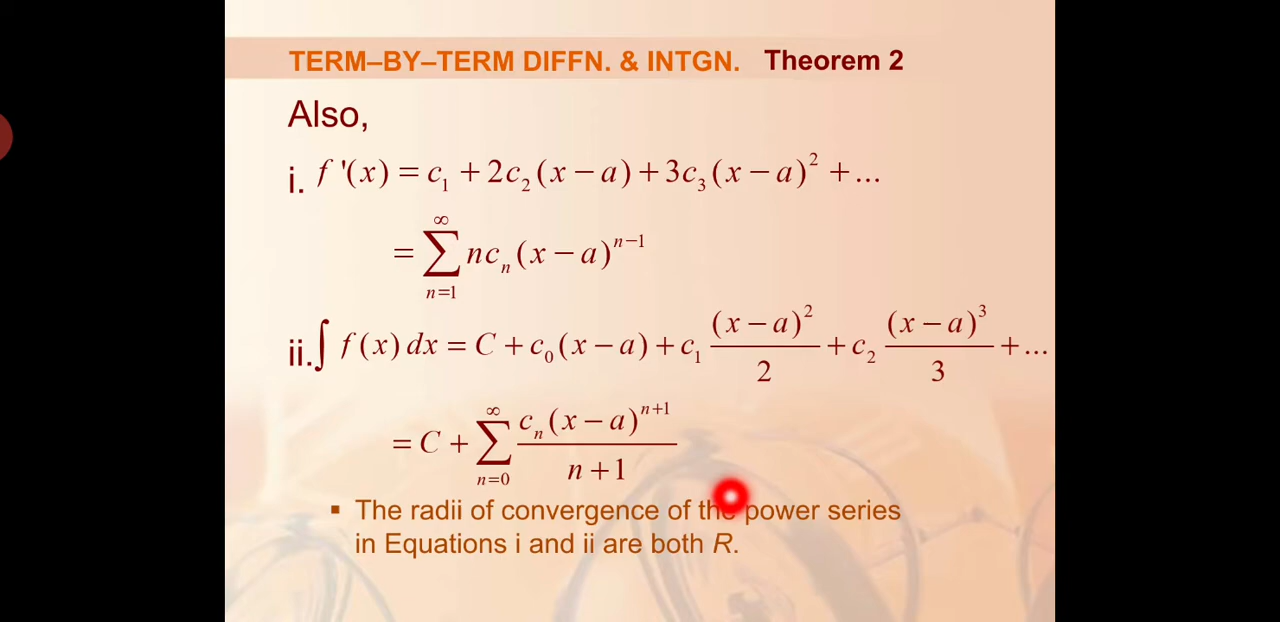 TERM–BY–TERM DIFFN. & INTGN. Theorem 2
Also,
i. f '(x) = c₁ + 2c₂(x − a) + 3c₃(x − a)² + ...
= ∑_{n=1}^{∞} nc_n(x − a)^{n−1}
ii. ∫ f(x) dx = C + c₀(x − a) + c₁ (x − a)²/2 + c₂ (x − a)³/3 + ...
= C + ∑_{n=0}^{∞} c_n(x − a)^{n+1}/(n + 1)
▪ The radii of convergence of the power series
in Equations i and ii are both R.